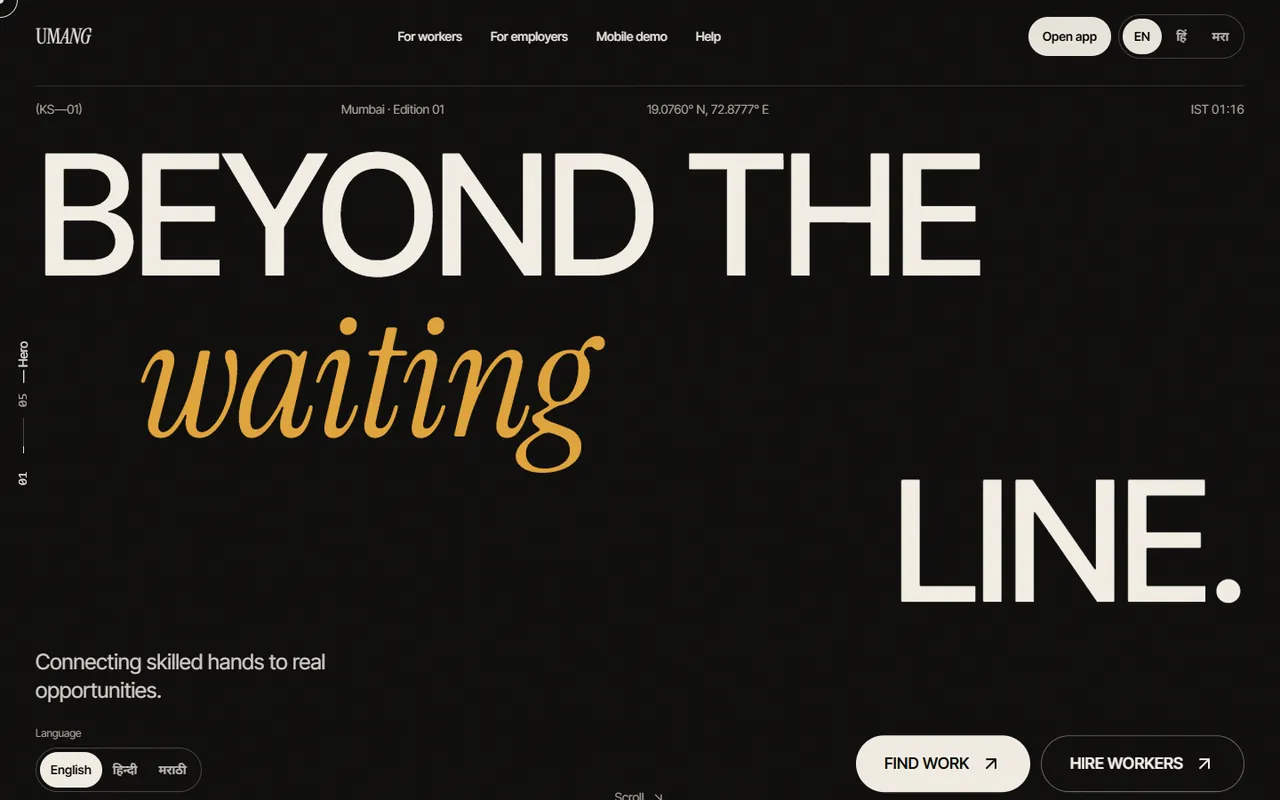 UMANG
For workers For employers Mobile demo Help
Open app EN हिं मरा
(KS—01) Mumbai · Edition 01 19.0760° N, 72.8777° E IST 01:16
BEYOND THE
waiting
LINE.
01 — 05 — Hero
Connecting skilled hands to real
opportunities.
Language
English हिन्दी मराठी
FIND WORK ↗ HIRE WORKERS ↗
Scroll ↘